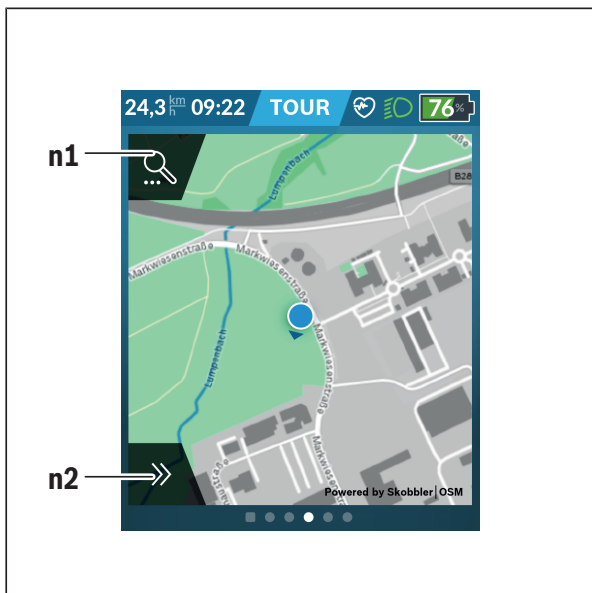 24,3 km/h 09:22 TOUR 76%
n1
Lumpenbach
B28
Markwiesenstraße
Markwiesenstraße
Markwiesenstraße
Lumpenbach
Markwiesenstraße
n2
Powered by Skobbler|OSM